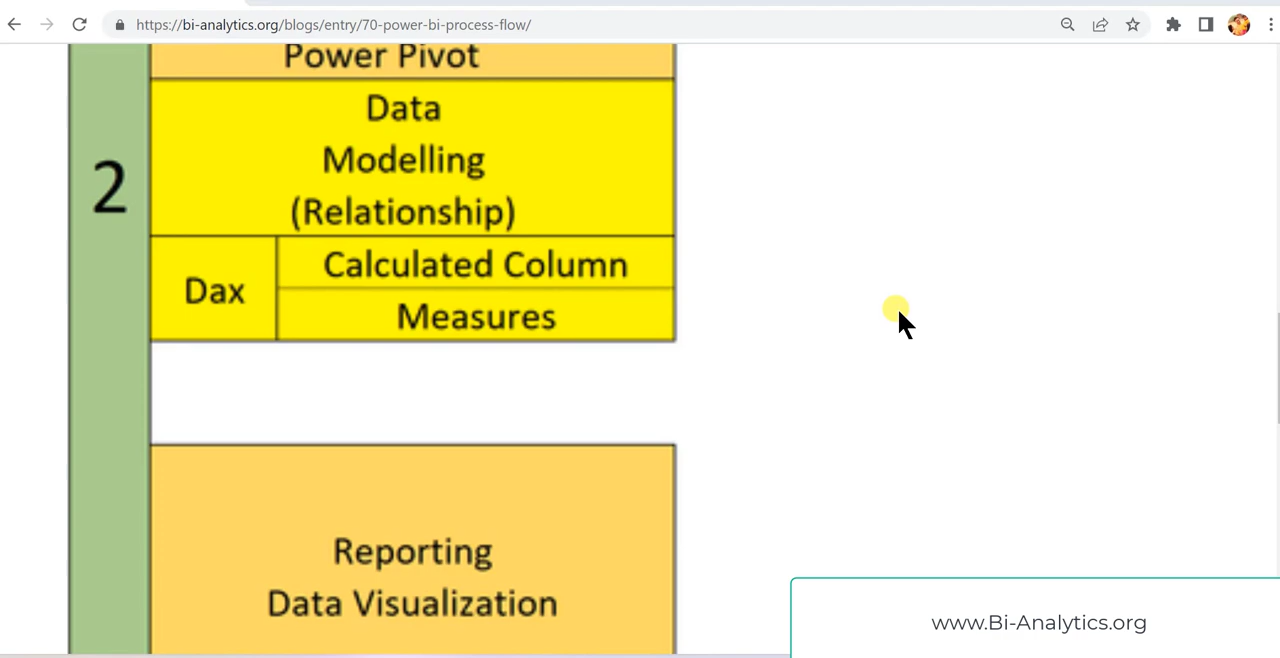 https://bi-analytics.org/blogs/entry/70-power-bi-process-flow/
Power Pivot
Data
Modelling
(Relationship)
2
Dax
Calculated Column
Measures
Reporting
Data Visualization
www.Bi-Analytics.org